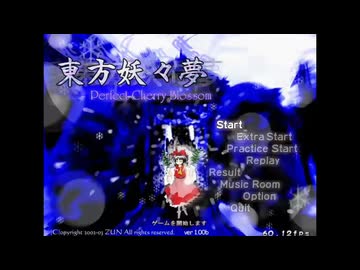 東方妖々夢
Perfect Cherry Blossom
Start
Extra Start
Practice Start
Replay
Result
Music Room
Option
Quit
ゲームを開始します
(C)opyright 2002-03 ZUN All rights reserved. ver 1.00b
60.12fps